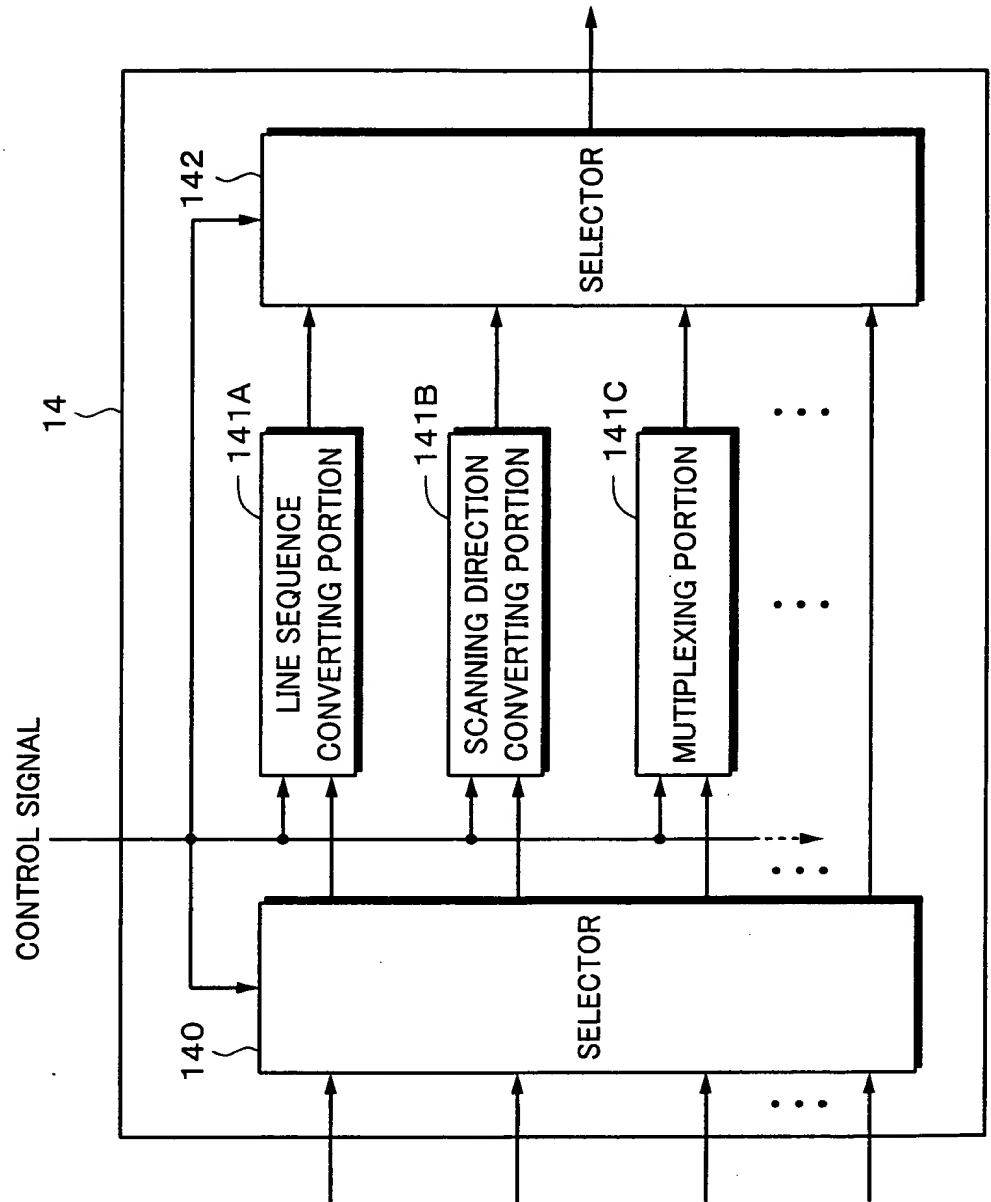 14
CONTROL SIGNAL
140
SELECTOR
141A
LINE SEQUENCE
CONVERTING PORTION
141B
SCANNING DIRECTION
CONVERTING PORTION
141C
MUTIPLEXING PORTION
142
SELECTOR